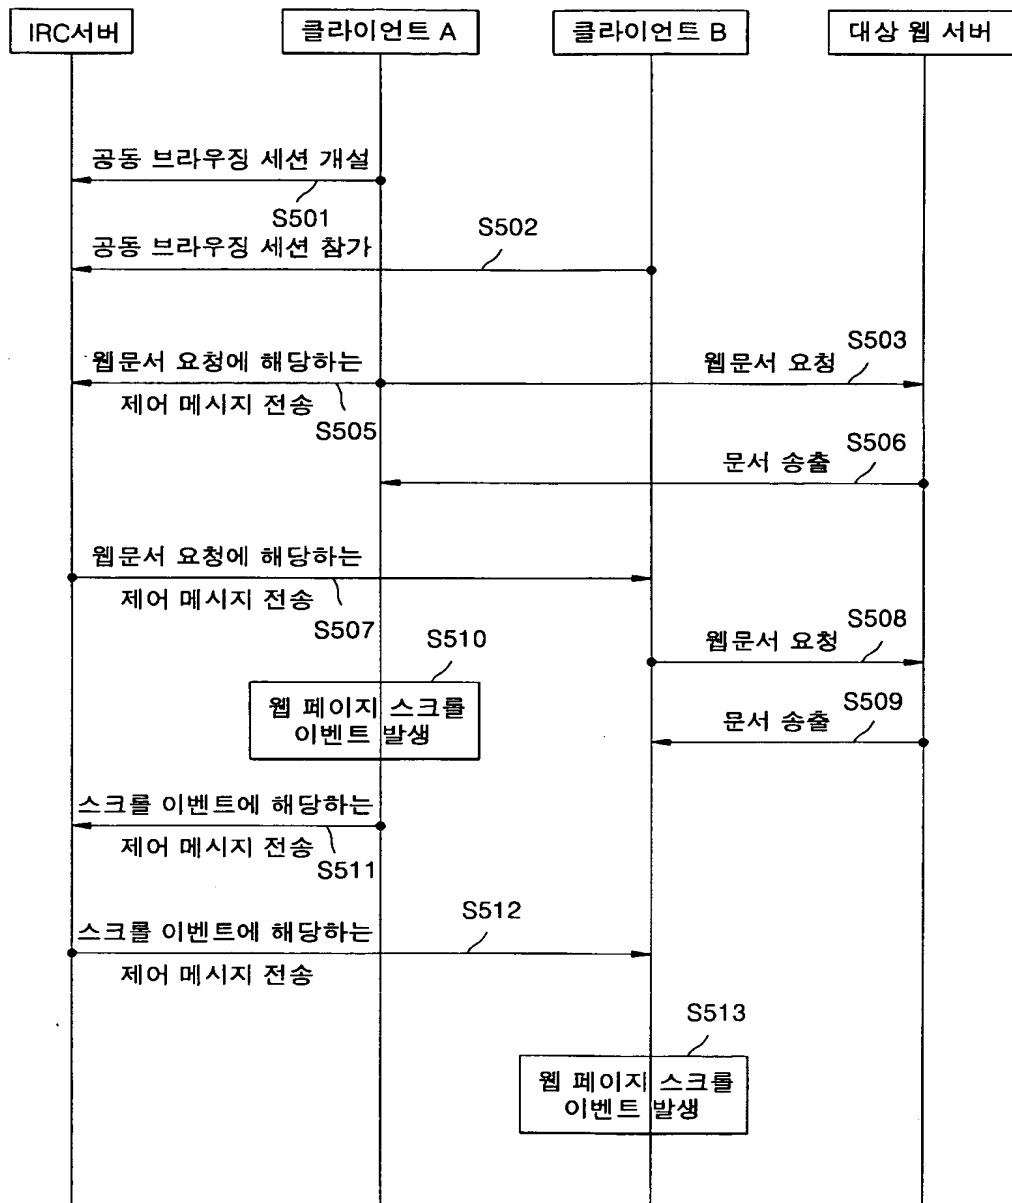 IRC서버
클라이언트 A
클라이언트 B
대상 웹 서버
공동 브라우징 세션 개설
S501
S502
공동 브라우징 세션 참가
S503
웹문서 요청에 해당하는
웹문서 요청
제어 메시지 전송
S505
S506
문서 송출
웹문서 요청에 해당하는
제어 메시지 전송
S507
S508
웹문서 요청
S510
웹 페이지 스크롤
이벤트 발생
S509
문서 송출
스크롤 이벤트에 해당하는
제어 메시지 전송
S511
S512
스크롤 이벤트에 해당하는
제어 메시지 전송
S513
웹 페이지 스크롤
이벤트 발생